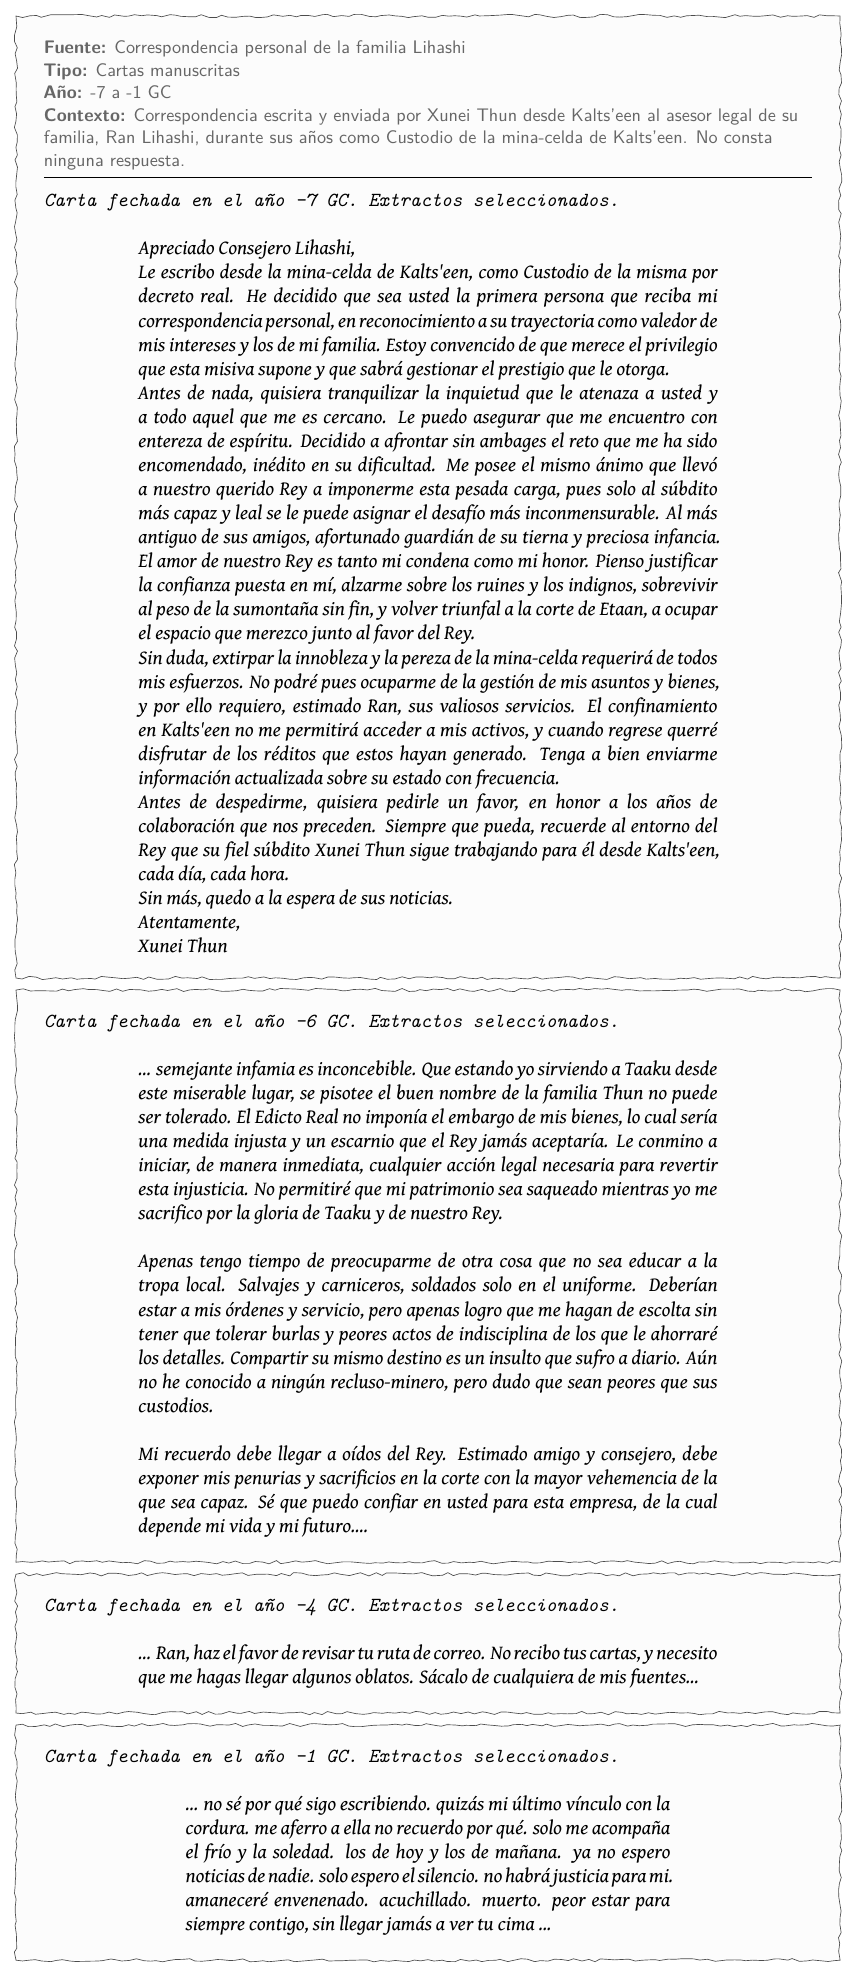 Fuente: Correspondencia personal de la familia Lihashi
Tipo: Cartas manuscritas
Año: -7 a -1 GC
Contexto: Correspondencia escrita y enviada por Xunei Thun desde Kalts'een al asesor legal de su
familia, Ran Lihashi, durante sus años como Custodio de la mina-celda de Kalts'een. No consta
ninguna respuesta.
Carta fechada en el año -7 GC. Extractos seleccionados.
Apreciado Consejero Lihashi,
Le escribo desde la mina-celda de Kalts'een, como Custodio de la misma por
decreto real. He decidido que sea usted la primera persona que reciba mi
correspondencia personal, en reconocimiento a su trayectoria como valedor de
mis intereses y los de mi familia. Estoy convencido de que merece el privilegio
que esta misiva supone y que sabrá gestionar el prestigio que le otorga.
Antes de nada, quisiera tranquilizar la inquietud que le atenaza a usted y
a todo aquel que me es cercano. Le puedo asegurar que me encuentro con
entereza de espíritu. Decidido a afrontar sin ambages el reto que me ha sido
encomendado, inédito en su dificultad. Me posee el mismo ánimo que llevó
a nuestro querido Rey a imponerme esta pesada carga, pues solo al súbdito
más capaz y leal se le puede asignar el desafío más inconmensurable. Al más
antiguo de sus amigos, afortunado guardián de su tierna y preciosa infancia.
El amor de nuestro Rey es tanto mi condena como mi honor. Pienso justificar
la confianza puesta en mí, alzarme sobre los ruines y los indignos, sobrevivir
al peso de la sumontaña sin fin, y volver triunfal a la corte de Etaan, a ocupar
el espacio que merezco junto al favor del Rey.
Sin duda, extirpar la innobleza y la pereza de la mina-celda requerirá de todos
mis esfuerzos. No podré pues ocuparme de la gestión de mis asuntos y bienes,
y por ello requiero, estimado Ran, sus valiosos servicios. El confinamiento
en Kalts'een no me permitirá acceder a mis activos, y cuando regrese querré
disfrutar de los réditos que estos hayan generado. Tenga a bien enviarme
información actualizada sobre su estado con frecuencia.
Antes de despedirme, quisiera pedirle un favor, en honor a los años de
colaboración que nos preceden. Siempre que pueda, recuerde al entorno del
Rey que su fiel súbdito Xunei Thun sigue trabajando para él desde Kalts'een,
cada día, cada hora.
Sin más, quedo a la espera de sus noticias.
Atentamente,
Xunei Thun
Carta fechada en el año -6 GC. Extractos seleccionados.
... semejante infamia es inconcebible. Que estando yo sirviendo a Taaku desde
este miserable lugar, se pisotee el buen nombre de la familia Thun no puede
ser tolerado. El Edicto Real no imponía el embargo de mis bienes, lo cual sería
una medida injusta y un escarnio que el Rey jamás aceptaría. Le conmino a
iniciar, de manera inmediata, cualquier acción legal necesaria para revertir
esta injusticia. No permitiré que mi patrimonio sea saqueado mientras yo me
sacrifico por la gloria de Taaku y de nuestro Rey.
Apenas tengo tiempo de preocuparme de otra cosa que no sea educar a la
tropa local. Salvajes y carniceros, soldados solo en el uniforme. Deberían
estar a mis órdenes y servicio, pero apenas logro que me hagan de escolta sin
tener que tolerar burlas y peores actos de indisciplina de los que le ahorraré
los detalles. Compartir su mismo destino es un insulto que sufro a diario. Aún
no he conocido a ningún recluso-minero, pero dudo que sean peores que sus
custodios.
Mi recuerdo debe llegar a oídos del Rey. Estimado amigo y consejero, debe
exponer mis penurias y sacrificios en la corte con la mayor vehemencia de la
que sea capaz. Sé que puedo confiar en usted para esta empresa, de la cual
depende mi vida y mi futuro....
Carta fechada en el año -4 GC. Extractos seleccionados.
... Ran, haz el favor de revisar tu ruta de correo. No recibo tus cartas, y necesito
que me hagas llegar algunos oblatos. Sácalo de cualquiera de mis fuentes...
Carta fechada en el año -1 GC. Extractos seleccionados.
... no sé por qué sigo escribiendo. quizás mi último vínculo con la
cordura. me aferro a ella no recuerdo por qué. solo me acompaña
el frío y la soledad. los de hoy y los de mañana. ya no espero
noticias de nadie. solo espero el silencio. no habrá justicia para mi.
amaneceré envenenado. acuchillado. muerto. peor estar para
siempre contigo, sin llegar jamás a ver tu cima ...